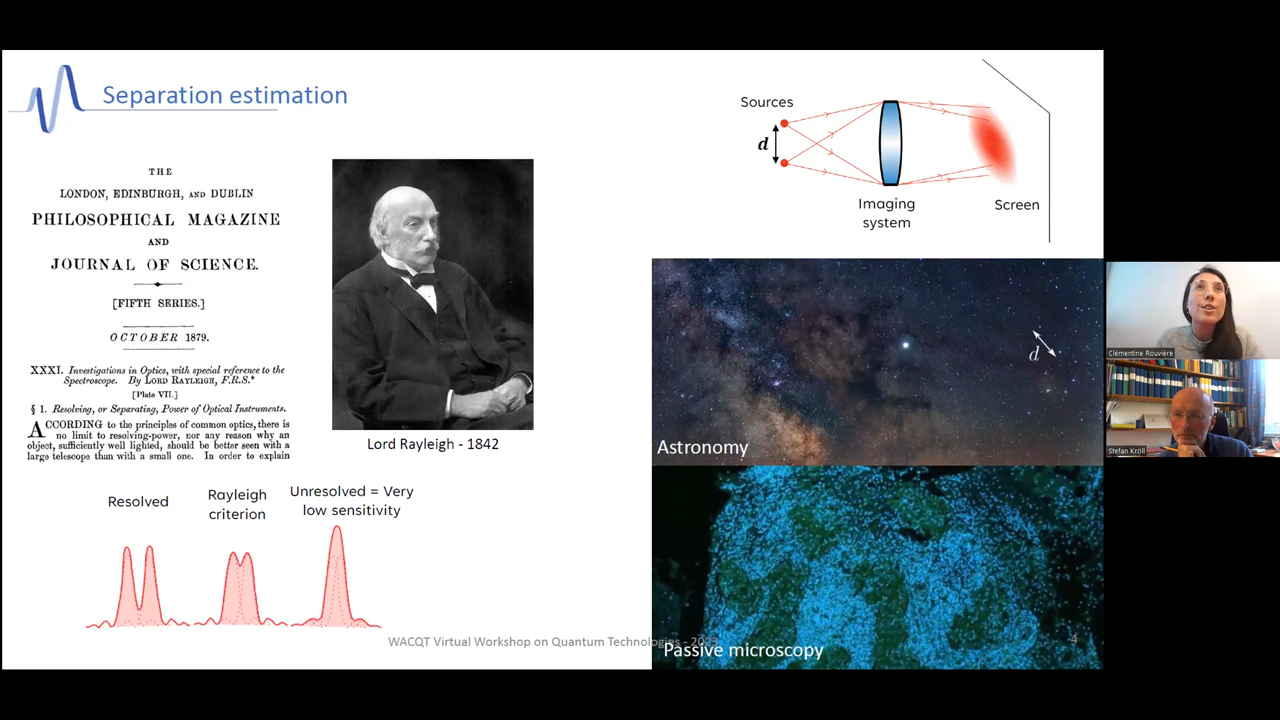 Separation estimation
THE
LONDON, EDINBURGH, AND DUBLIN
PHILOSOPHICAL MAGAZINE
AND
JOURNAL OF SCIENCE.
[FIFTH SERIES.]
OCTOBER 1879.
XXXI. Investigations in Optics, with special reference to the
Spectroscope. By LORD RAYLEIGH, F.R.S.*
[Plate VII.]
§ 1. Resolving, or Separating, Power of Optical Instruments.
ACCORDING to the principles of common optics, there is
no limit to resolving-power, nor any reason why an
object, sufficiently well lighted, should be better seen with a
large telescope than with a small one. In order to explain
Lord Rayleigh - 1842
Resolved
Rayleigh
criterion
Unresolved = Very
low sensitivity
Sources
d
Imaging
system
Screen
d
Astronomy
Passive microscopy
WACQT Virtual Workshop on Quantum Technologies - 2023
4
Clémentine Rouvière
Stefan Kröll